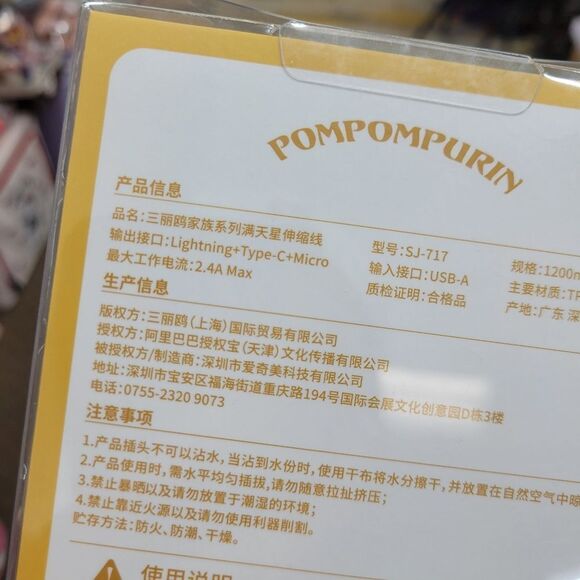 POMPOMPURIN
产品信息
品名：三丽鸥家族系列满天星伸缩线 型号：SJ-717 规格：1200m
输出接口：Lightning+Type-C+Micro 输入接口：USB-A 主要材质：TP
最大工作电流：2.4A Max 质检证明：合格品 产地：广东 深
生产信息
版权方：三丽鸥（上海）国际贸易有限公司
授权方：阿里巴巴授权宝（天津）文化传播有限公司
被授权方/制造商：深圳市爱奇美科技有限公司
地址：深圳市宝安区福海街道重庆路194号国际会展文化创意园D栋3楼
电话：0755-2320 9073
注意事项
1.产品插头不可以沾水，当沾到水份时，使用干布将水分擦干，并放置在自然空气中晾
2.产品使用时，需水平均匀插拔，请勿随意拉扯挤压；
3.禁止暴晒以及请勿放置于潮湿的环境；
4.禁止靠近火源以及请勿使用利器削割。
贮存方法：防火、防潮、干燥。
使用说明